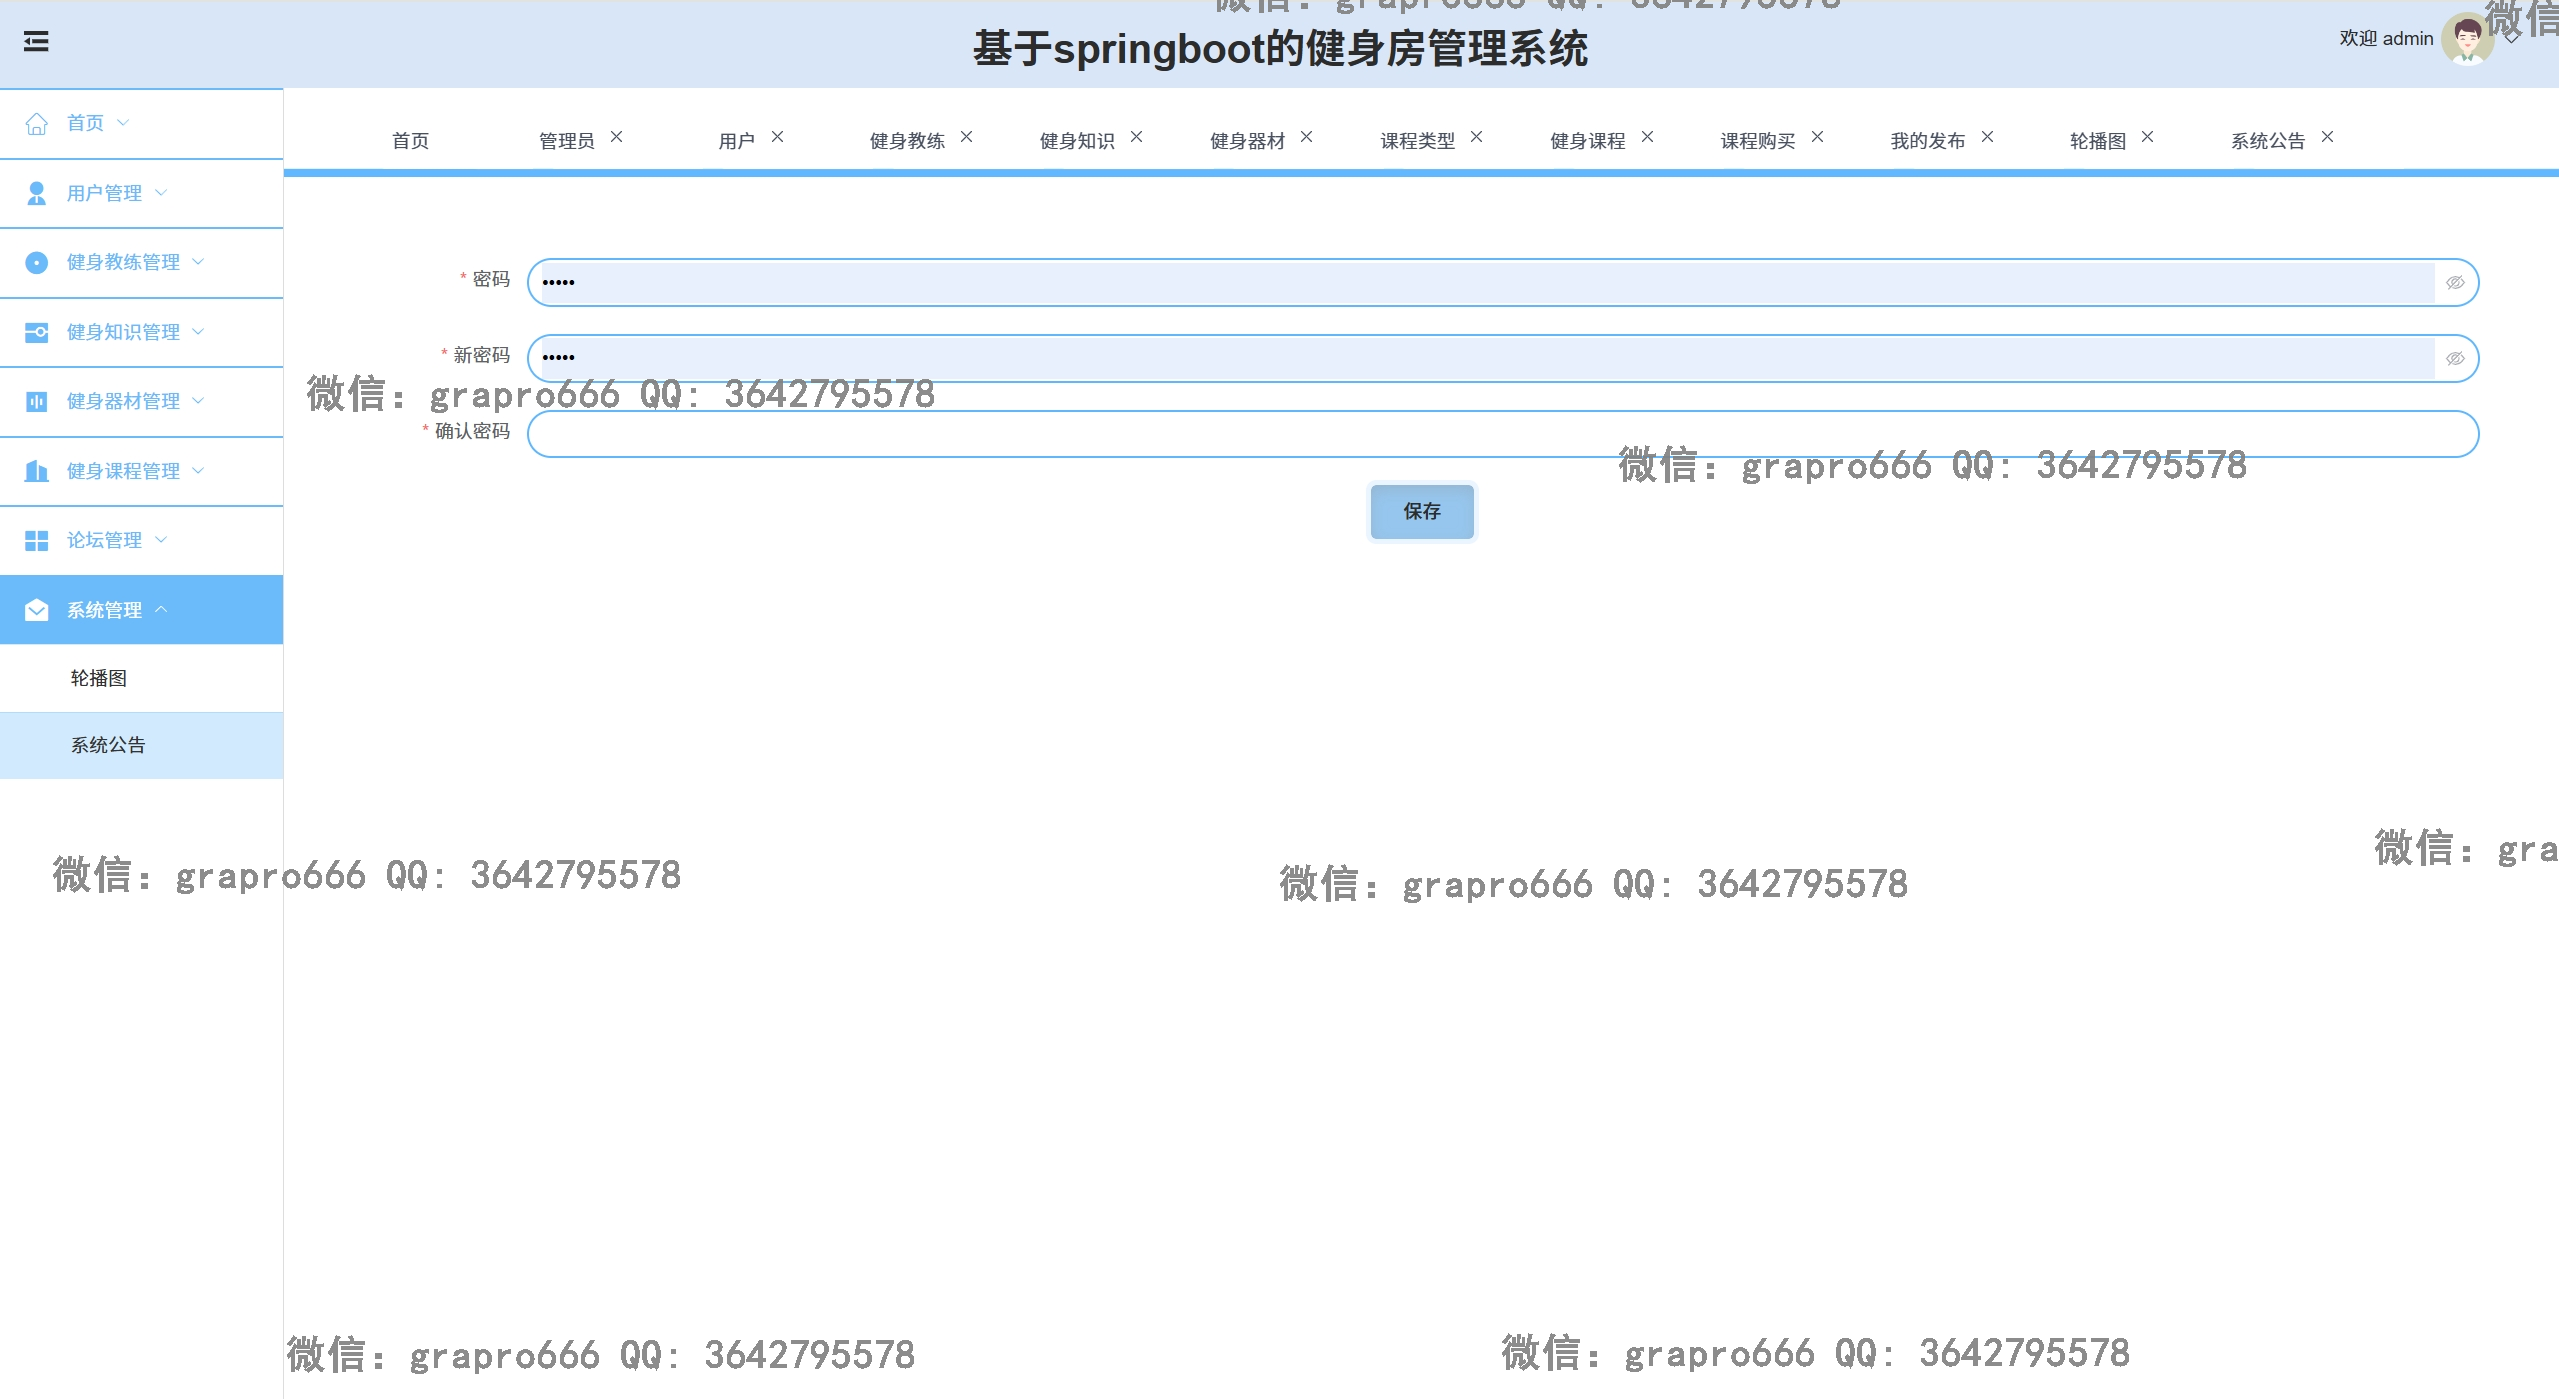 基于springboot的健身房管理系统
欢迎 admin
首页
用户管理
健身教练管理
健身知识管理
健身器材管理
健身课程管理
论坛管理
系统管理
轮播图
系统公告
首页 管理员 用户 健身教练 健身知识 健身器材 课程类型 健身课程 课程购买 我的发布 轮播图 系统公告
* 密码 •••••
* 新密码 •••••
* 确认密码
保存
微信: grapro666 QQ: 3642795578
微信: grapro666 QQ: 3642795578
微信: grapro666 QQ: 3642795578
微信: grapro666 QQ: 3642795578
微信: gra
微信: grapro666 QQ: 3642795578
微信: grapro666 QQ: 3642795578